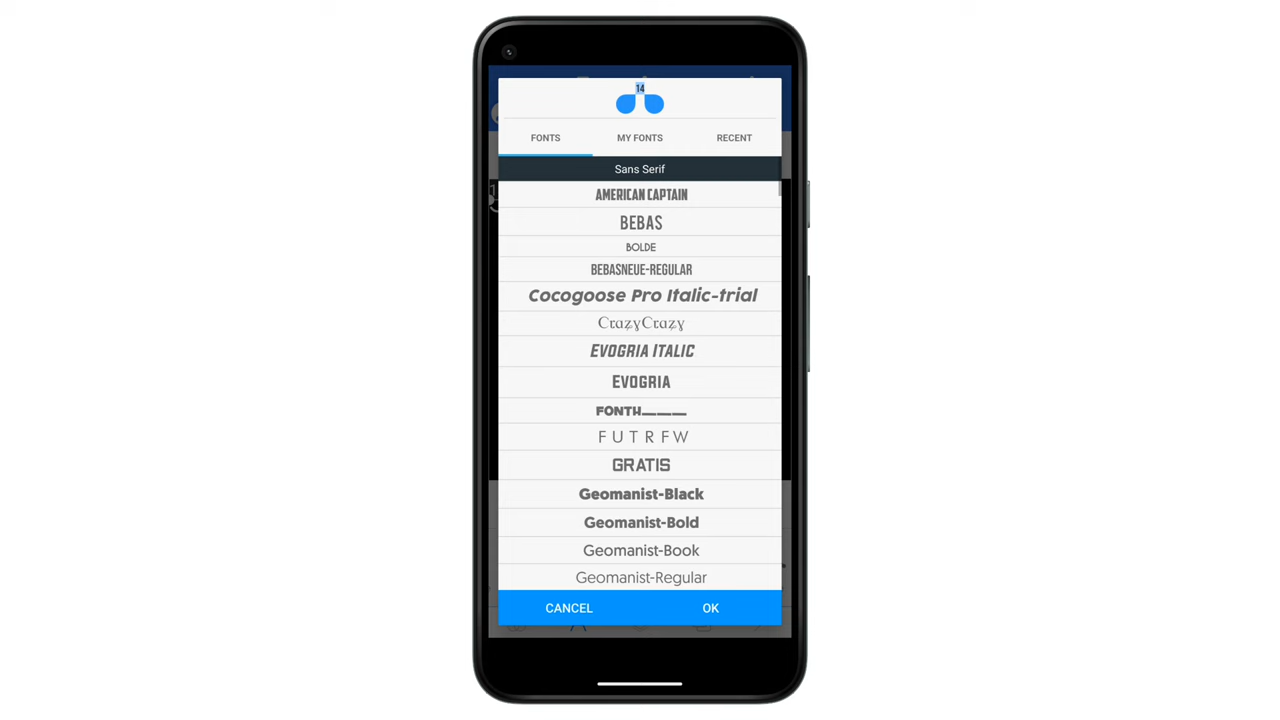 14
FONTS MY FONTS RECENT
Sans Serif
AMERICAN CAPTAIN
BEBAS
BOLDE
BEBASNEUE-REGULAR
Cocogoose Pro Italic-trial
CrazyCrazy
EVOGRIA ITALIC
EVOGRIA
FONTH____
FUTRFW
GRATIS
Geomanist-Black
Geomanist-Bold
Geomanist-Book
Geomanist-Regular
CANCEL OK